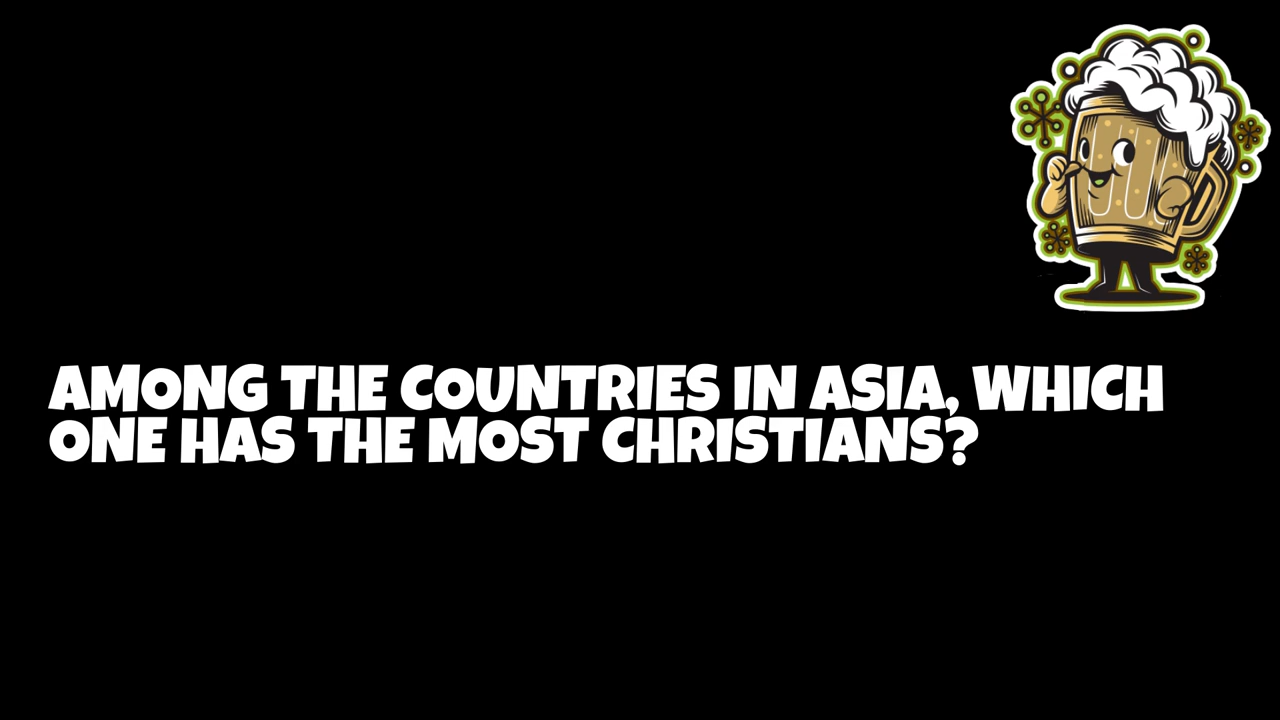 AMONG THE COUNTRIES IN ASIA, WHICH
ONE HAS THE MOST CHRISTIANS?